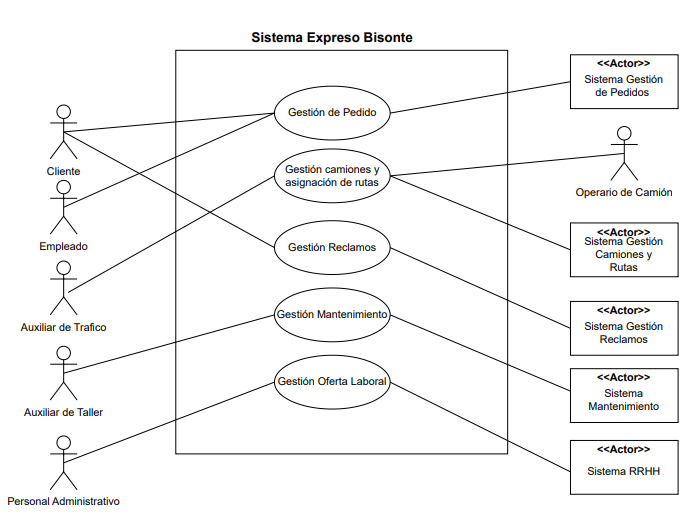 Sistema Expreso Bisonte
Cliente
Empleado
Auxiliar de Trafico
Auxiliar de Taller
Personal Administrativo
Gestión de Pedido
Gestión camiones y
asignación de rutas
Gestión Reclamos
Gestión Mantenimiento
Gestión Oferta Laboral
<<Actor>>
Sistema Gestión
de Pedidos
Operario de Camión
<<Actor>>
Sistema Gestión
Camiones y
Rutas
<<Actor>>
Sistema Gestión
Reclamos
<<Actor>>
Sistema
Mantenimiento
<<Actor>>
Sistema RRHH